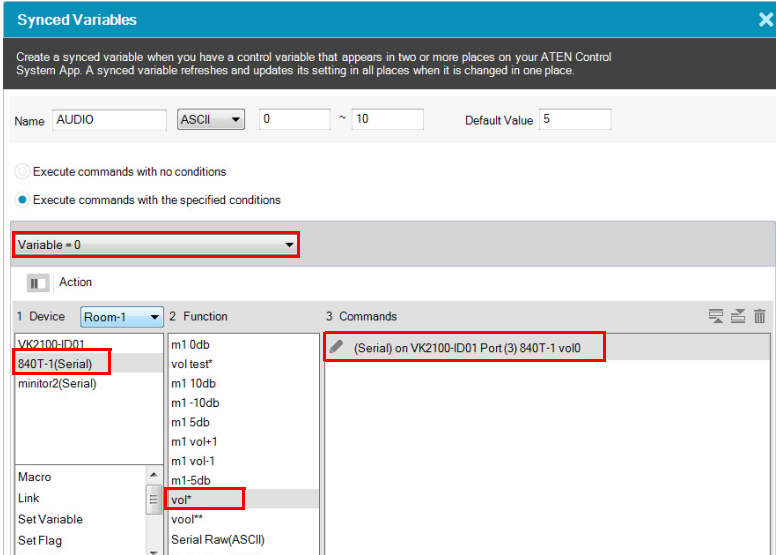 Synced Variables
Create a synced variable when you have a control variable that appears in two or more places on your ATEN Control
System App. A synced variable refreshes and updates its setting in all places when it is changed in one place.
Name AUDIO ASCII 0 ~ 10 Default Value 5
Execute commands with no conditions
Execute commands with the specified conditions
Variable = 0
Action
1 Device Room-1 2 Function 3 Commands
VK2100-ID01
840T-1(Serial)
minitor2(Serial)
Macro
Link
Set Variable
Set Flag
m1 0db
vol test*
m1 10db
m1 -10db
m1 5db
m1 vol+1
m1 vol-1
m1-5db
vol*
vool**
Serial Raw(ASCII)
(Serial) on VK2100-ID01 Port (3) 840T-1 vol0